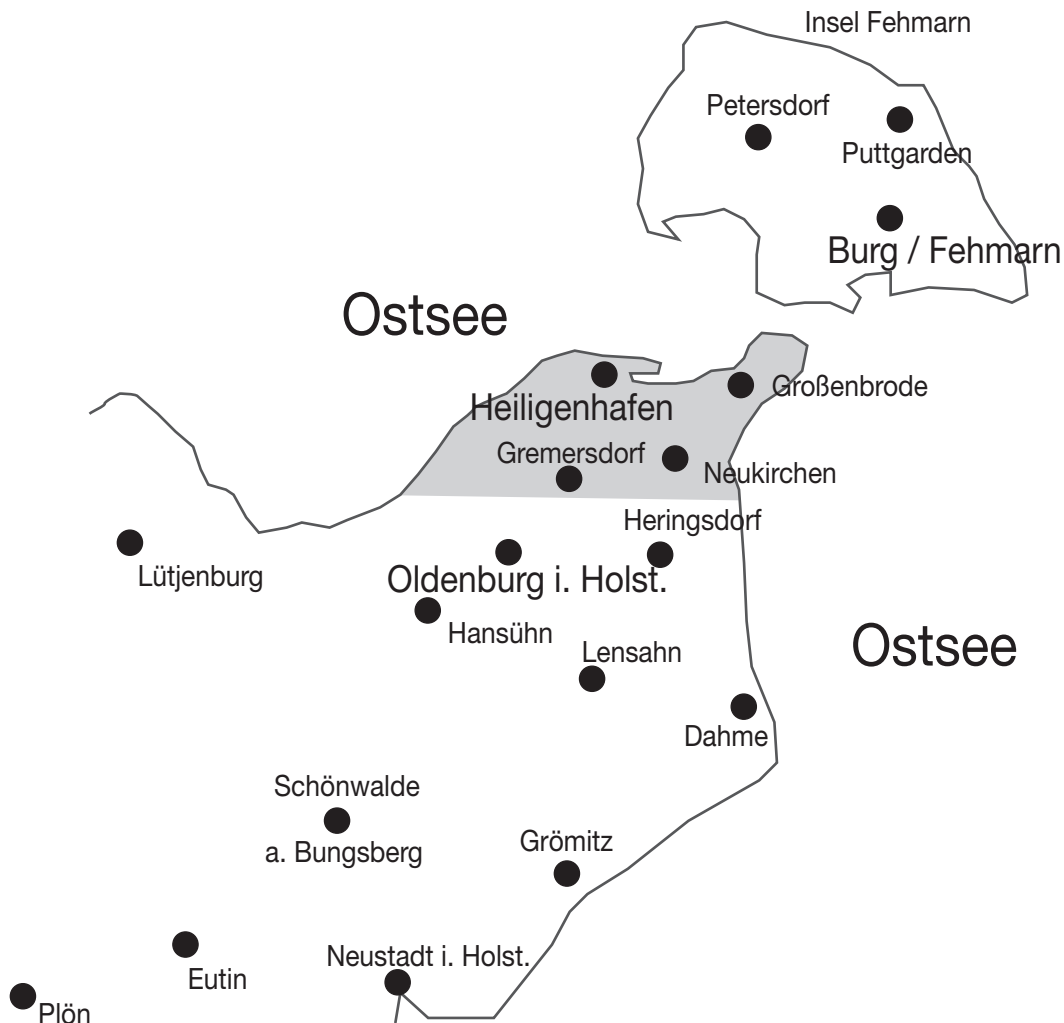 Insel Fehmarn
Petersdorf
Puttgarden
Burg / Fehmarn
Ostsee
Großenbrode
Heiligenhafen
Gremersdorf
Neukirchen
Heringsdorf
Lütjenburg
Oldenburg i. Holst.
Hansühn
Ostsee
Lensahn
Dahme
Schönwalde
a. Bungsberg
Grömitz
Neustadt i. Holst.
Eutin
Plön